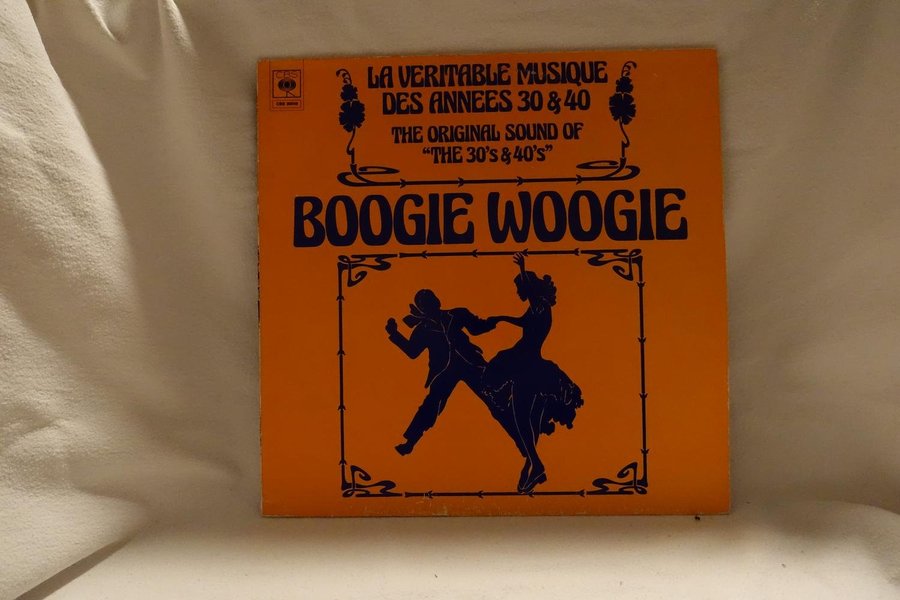 CBS
LA VERITABLE MUSIQUE
DES ANNEES 30 & 40
THE ORIGINAL SOUND OF
“THE 30's & 40's”
BOOGIE WOOGIE